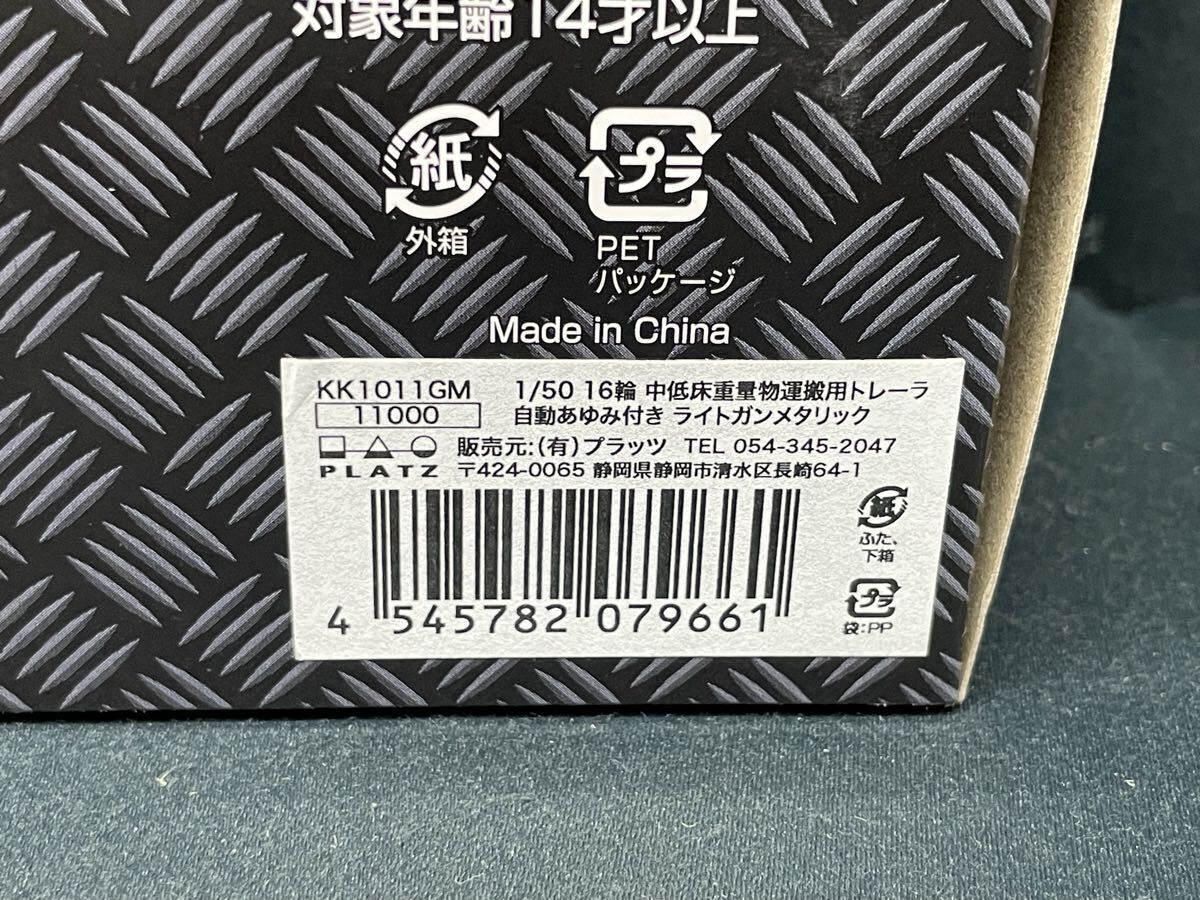 対象年齢14才以上
紙
外箱
プラ
PET
パッケージ
Made in China
KK1011GM 1/50 16輪 中低床重量物運搬用トレーラ
11000 自動あゆみ付き ライトガンメタリック
販売元:(有)プラッツ TEL 054-345-2047
PLATZ 〒424-0065 静岡県静岡市清水区長崎64-1
紙
ふた、
下箱
プラ
袋:PP
4 545782 079661